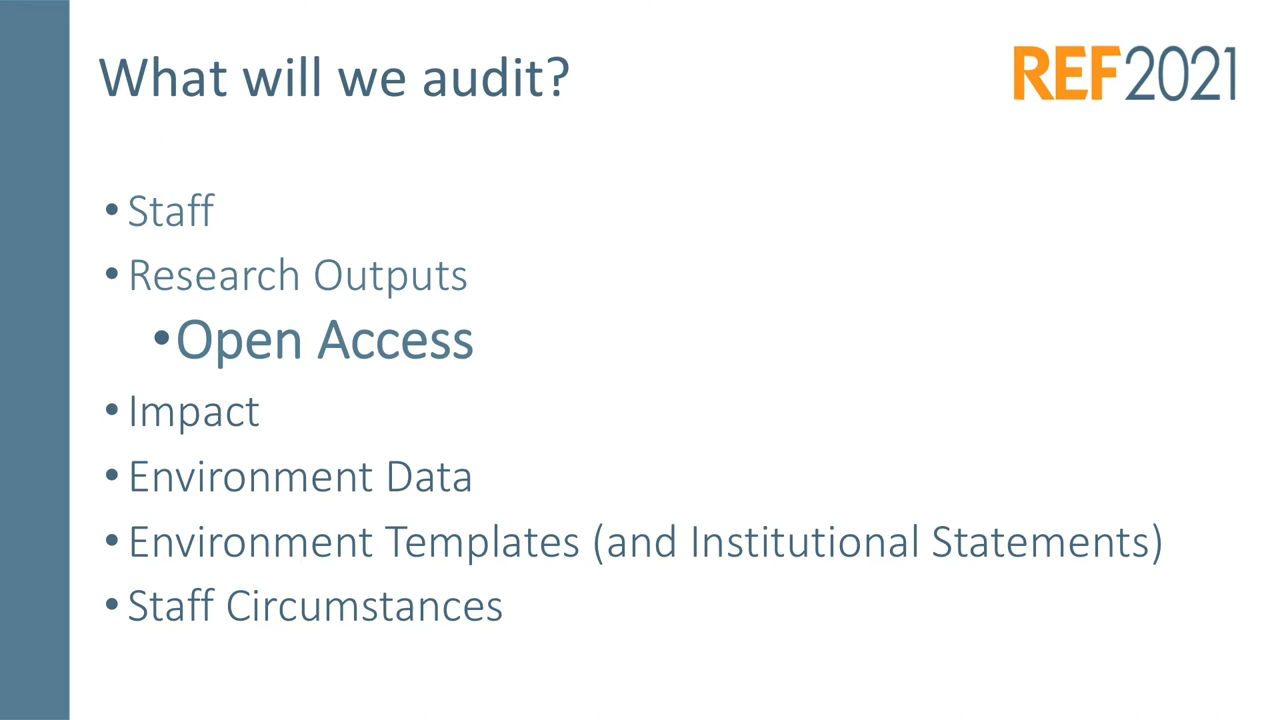 What will we audit?
REF2021
• Staff
• Research Outputs
• Open Access
• Impact
• Environment Data
• Environment Templates (and Institutional Statements)
• Staff Circumstances